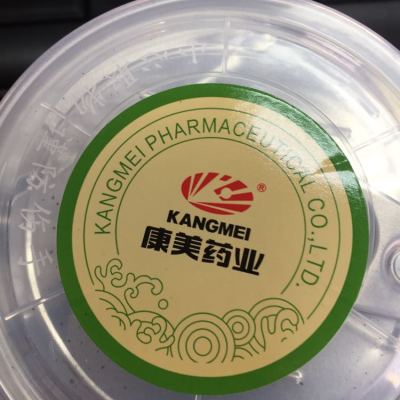 KANGMEI PHARMACEUTICAL CO.,LTD.
®
KANGMEI
康美药业